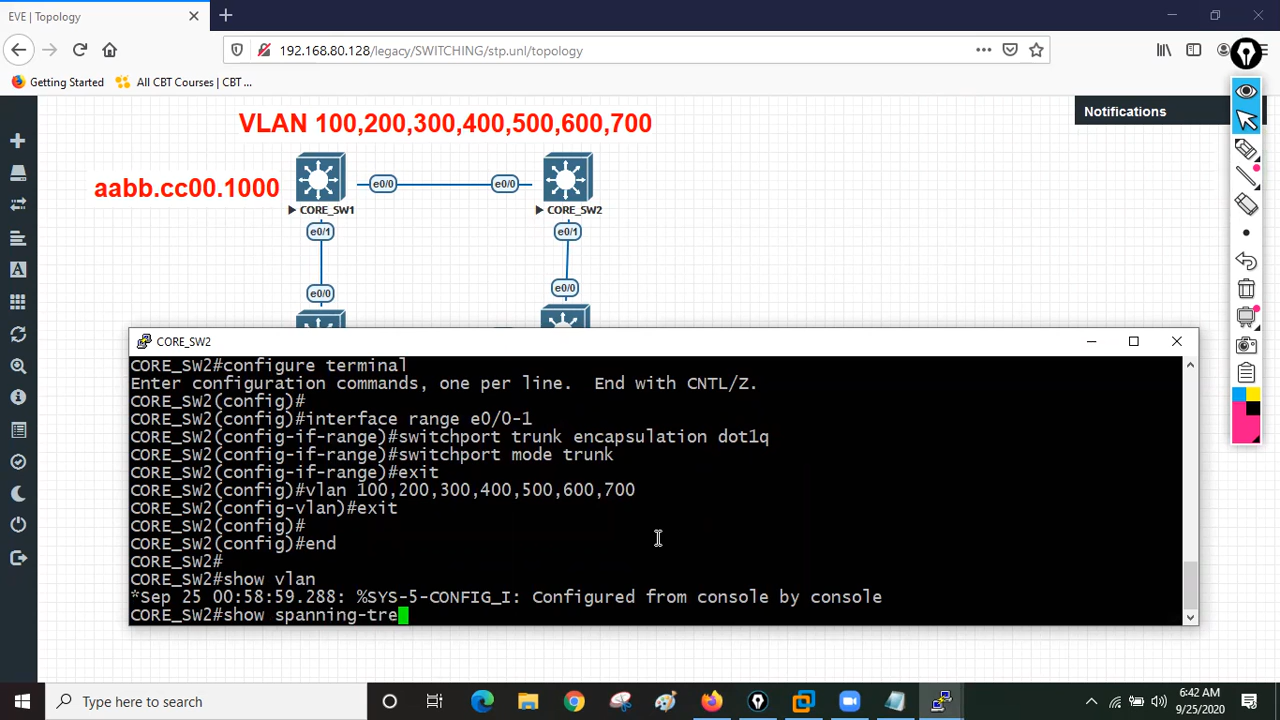 EVE | Topology
192.168.80.128/legacy/SWITCHING/stp.unl/topology
Getting Started
All CBT Courses | CBT ...
Notifications
VLAN 100,200,300,400,500,600,700
aabb.cc00.1000
e0/0
e0/0
CORE_SW1
CORE_SW2
e0/1
e0/1
e0/0
e0/0
CORE_SW2
CORE_SW2#configure terminal
Enter configuration commands, one per line.  End with CNTL/Z.
CORE_SW2(config)#
CORE_SW2(config)#interface range e0/0-1
CORE_SW2(config-if-range)#switchport trunk encapsulation dot1q
CORE_SW2(config-if-range)#switchport mode trunk
CORE_SW2(config-if-range)#exit
CORE_SW2(config)#vlan 100,200,300,400,500,600,700
CORE_SW2(config-vlan)#exit
CORE_SW2(config)#
CORE_SW2(config)#end
CORE_SW2#
CORE_SW2#show vlan
*Sep 25 00:58:59.288: %SYS-5-CONFIG_I: Configured from console by console
CORE_SW2#show spanning-tre
Type here to search
6:42 AM
9/25/2020